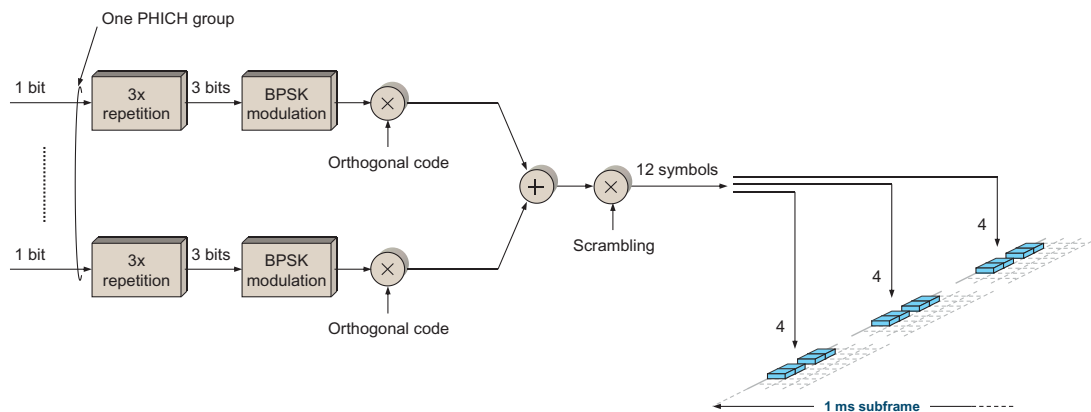 One PHICH group
1 bit
3x
repetition
3 bits
BPSK
modulation
×
Orthogonal code
+
×
12 symbols
Scrambling
4
4
4
1 bit
3x
repetition
3 bits
BPSK
modulation
×
Orthogonal code
1 ms subframe